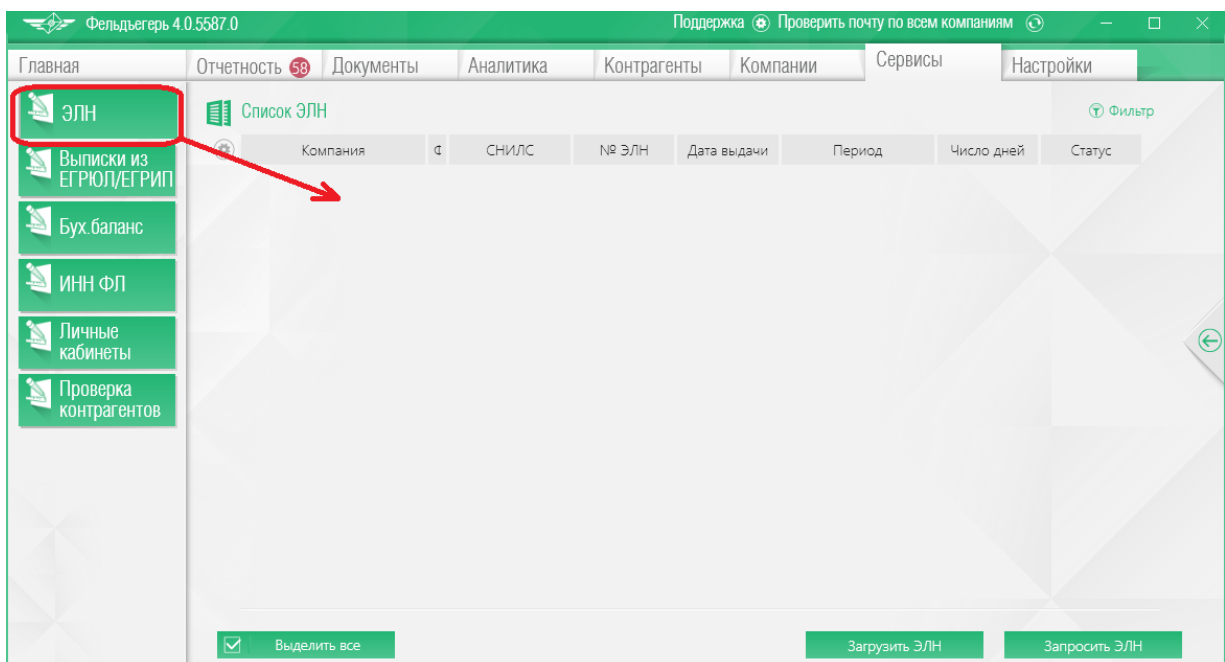 Фельдъегерь 4.0.5587.0 Поддержка Проверить почту по всем компаниям
Главная Отчетность 58 Документы Аналитика Контрагенты Компании Сервисы Настройки
ЭЛН
Выписки из
ЕГРЮЛ/ЕГРИП
Бух.баланс
ИНН ФЛ
Личные
кабинеты
Проверка
контрагентов
Список ЭЛН Фильтр
Компания СНИЛС № ЭЛН Дата выдачи Период Число дней Статус
Выделить все Загрузить ЭЛН Запросить ЭЛН